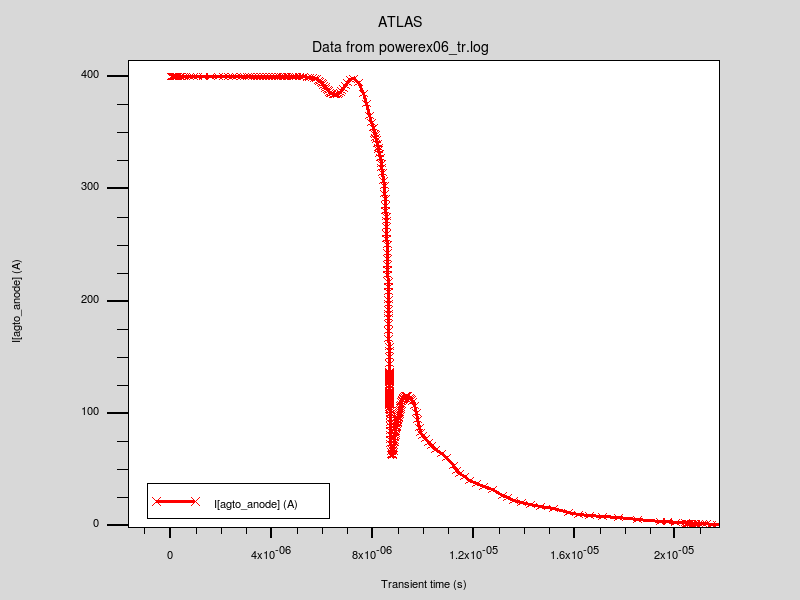 ATLAS
Data from powerex06_tr.log
400
300
200
100
0
I[agto_anode] (A)
I[agto_anode] (A)
0
4x10-06
8x10-06
1.2x10-05
1.6x10-05
2x10-05
Transient time (s)